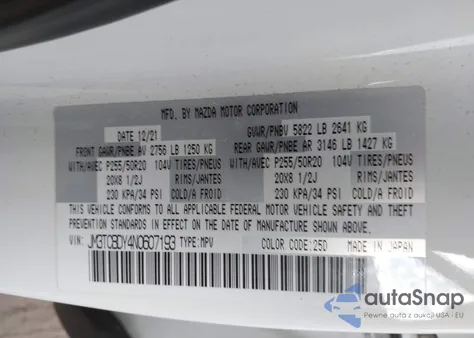 MFD. BY MAZDA MOTOR CORPORATION
DATE 12/21 GVWR/PNBV 5822 LB 2641 KG
FRONT GAWR/PNBE AV 2756 LB 1250 KG REAR GAWR/PNBE AR 3146 LB 1427 KG
WITH/AVEC P255/50R20 104V TIRES/PNEUS WITH/AVEC P255/50R20 104V TIRES/PNEUS
20X8 1/2J RIMS/JANTES 20X8 1/2J RIMS/JANTES
230 KPA/34 PSI COLD/A FROID 230 KPA/34 PSI COLD/A FROID
THIS VEHICLE CONFORMS TO ALL APPLICABLE FEDERAL MOTOR VEHICLE SAFETY
STANDARDS IN EFFECT ON THE DATE OF MANUFACTURE SHOWN ABOVE.
VIN: JM3TCBDY4N0607193 TYPE:MPV COLOR CODE:25D MADE IN JAPAN
autoSnap
Pewne auta z aukcji USA i EU